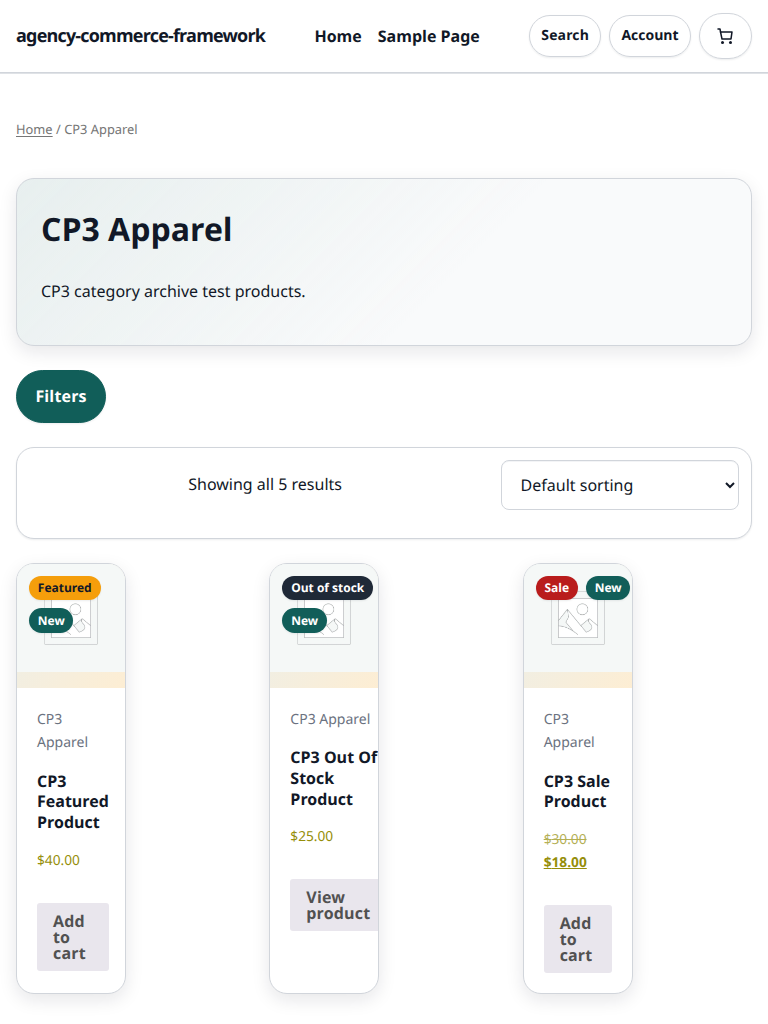 agency-commerce-framework
Home Sample Page
Search Account
Home / CP3 Apparel
CP3 Apparel
CP3 category archive test products.
Filters
Showing all 5 results
Default sorting
Featured
New
CP3
Apparel
CP3
Featured
Product
$40.00
Add
to
cart
Out of stock
New
CP3 Apparel
CP3 Out Of
Stock
Product
$25.00
View
product
Sale New
CP3
Apparel
CP3 Sale
Product
$30.00
$18.00
Add
to
cart